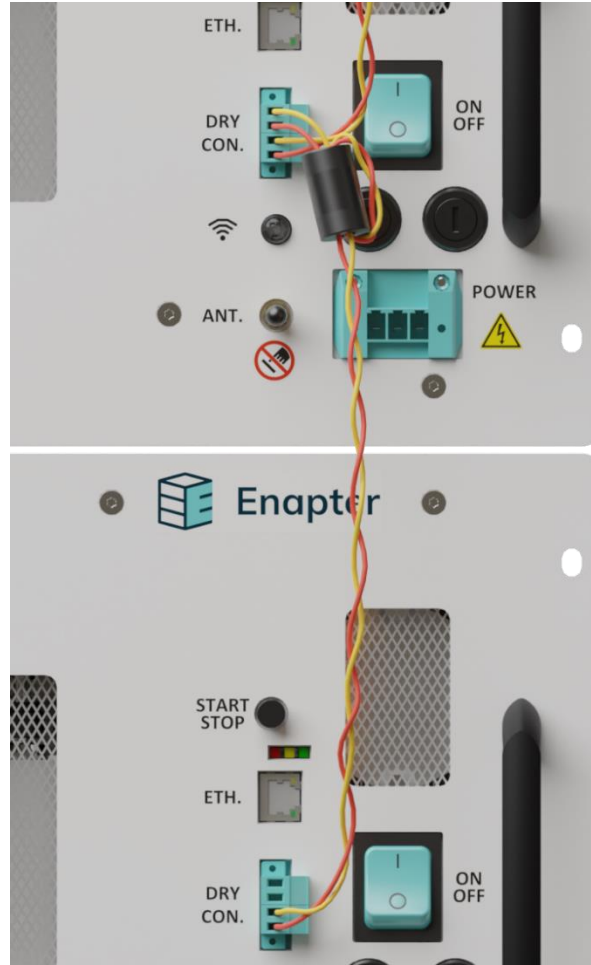 ETH.
DRY
CON.
ON
OFF
ANT.
POWER
Enapter
START
STOP
ETH.
DRY
CON.
ON
OFF